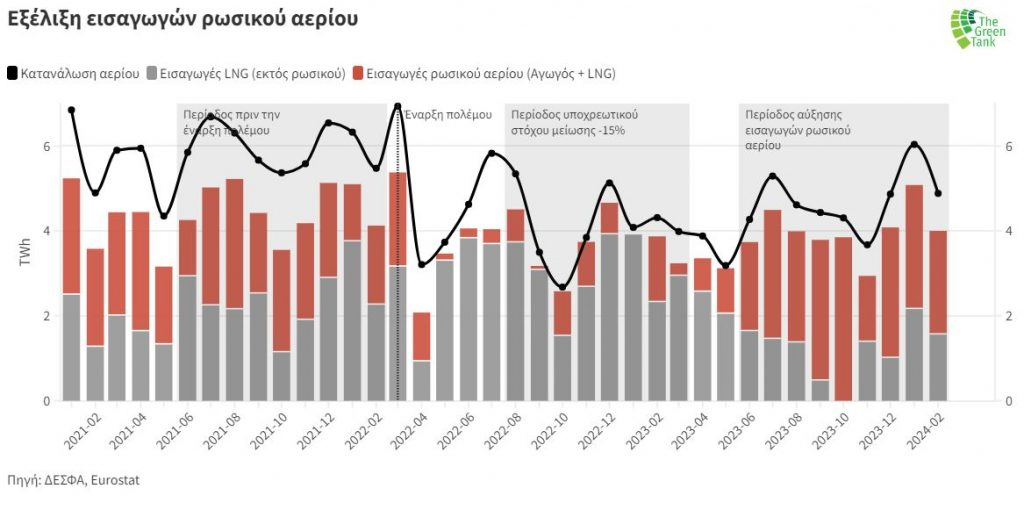 Εξέλιξη εισαγωγών ρωσικού αερίου
The
Green
Tank
Κατανάλωση αερίου Εισαγωγές LNG (εκτός ρωσικού) Εισαγωγές ρωσικού αερίου (Αγωγός + LNG)
Περίοδος πριν την
έναρξη πολέμου
Έναρξη πολέμου
Περίοδος υποχρεωτικού
στόχου μείωσης -15%
Περίοδος αύξησης
εισαγωγών ρωσικού
αερίου
TWh
6 6
4 4
2 2
0 0
2021-02 2021-04 2021-06 2021-08 2021-10 2021-12 2022-02 2022-04 2022-06 2022-08 2022-10 2022-12 2023-02 2023-04 2023-06 2023-08 2023-10 2023-12 2024-02
Πηγή: ΔΕΣΦΑ, Eurostat